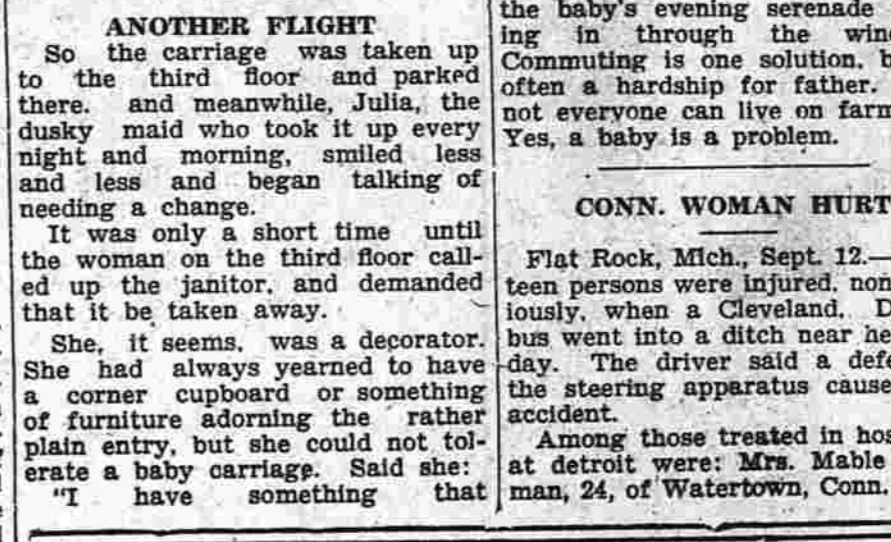 ANOTHER FLIGHT
So the carriage was taken up
to the third floor and parked
there. and meanwhile, Julia, the
dusky maid who took it up every
night and morning, smiled less
and less and began talking of
needing a change.
It was only a short time until
the woman on the third floor call-
ed up the janitor, and demanded
that it be taken away.
She, it seems, was a decorator.
She had always yearned to have
a corner cupboard or something
of furniture adorning the rather
plain entry, but she could not tol-
erate a baby carriage. Said she:
"I have something that
the baby's evening serenade
ing in through the
Commuting is one solution,
often a hardship for father.
not everyone can live on
Yes, a baby is a problem.
CONN. WOMAN HURT
Flat Rock, Mich., Sept. 12.—
teen persons were injured,
iously, when a Cleveland,
bus went into a ditch near
day. The driver said a
the steering apparatus
accident.
Among those treated in
at detroit were: Mrs. Mable
man, 24, of Watertown, Conn.